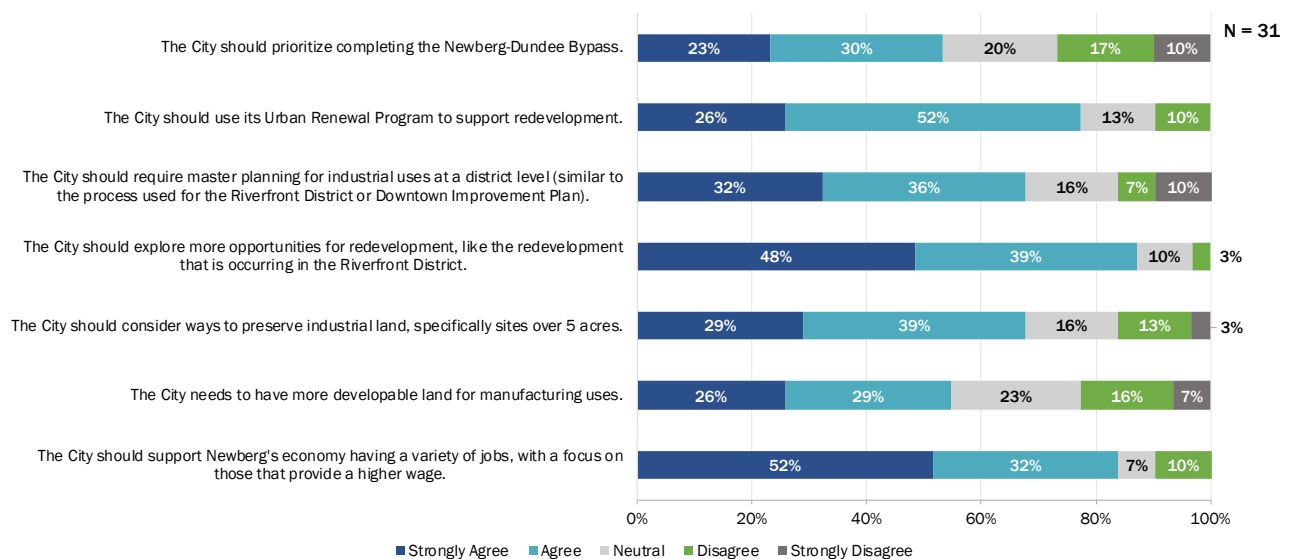 N = 31
The City should prioritize completing the Newberg-Dundee Bypass.
23% 30% 20% 17% 10%
The City should use its Urban Renewal Program to support redevelopment.
26% 52% 13% 10%
The City should require master planning for industrial uses at a district level (similar to
the process used for the Riverfront District or Downtown Improvement Plan).
32% 36% 16% 7% 10%
The City should explore more opportunities for redevelopment, like the redevelopment
that is occurring in the Riverfront District.
48% 39% 10% 3%
The City should consider ways to preserve industrial land, specifically sites over 5 acres.
29% 39% 16% 13% 3%
The City needs to have more developable land for manufacturing uses.
26% 29% 23% 16% 7%
The City should support Newberg's economy having a variety of jobs, with a focus on
those that provide a higher wage.
52% 32% 7% 10%
0% 20% 40% 60% 80% 100%
Strongly Agree Agree Neutral Disagree Strongly Disagree